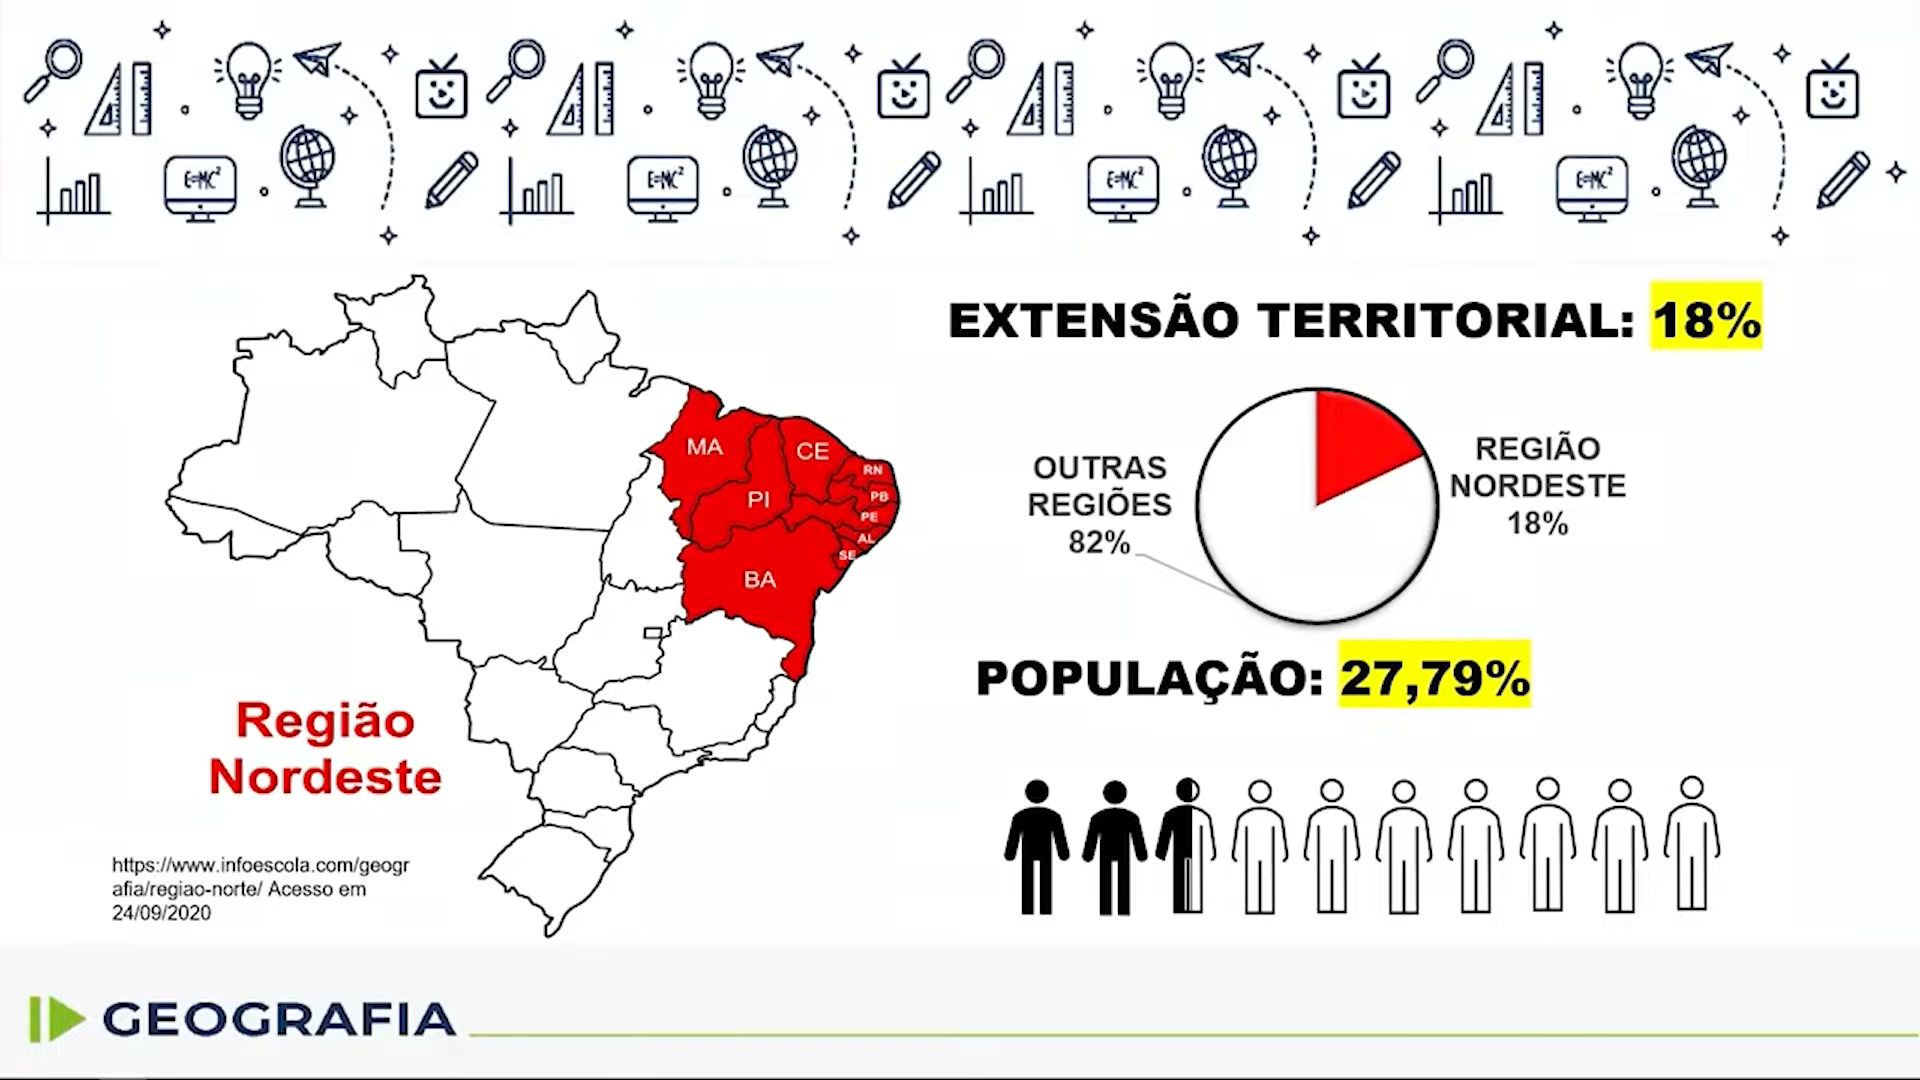 E=MC²
E=MC²
E=MC²
E=MC²
EXTENSÃO TERRITORIAL: 18%
MA
CE
RN
PI
PB
PE
AL
SE
BA
OUTRAS
REGIÕES
82%
REGIÃO
NORDESTE
18%
POPULAÇÃO: 27,79%
Região
Nordeste
https://www.infoescola.com/geogr
afia/regiao-norte/ Acesso em
24/09/2020
GEOGRAFIA